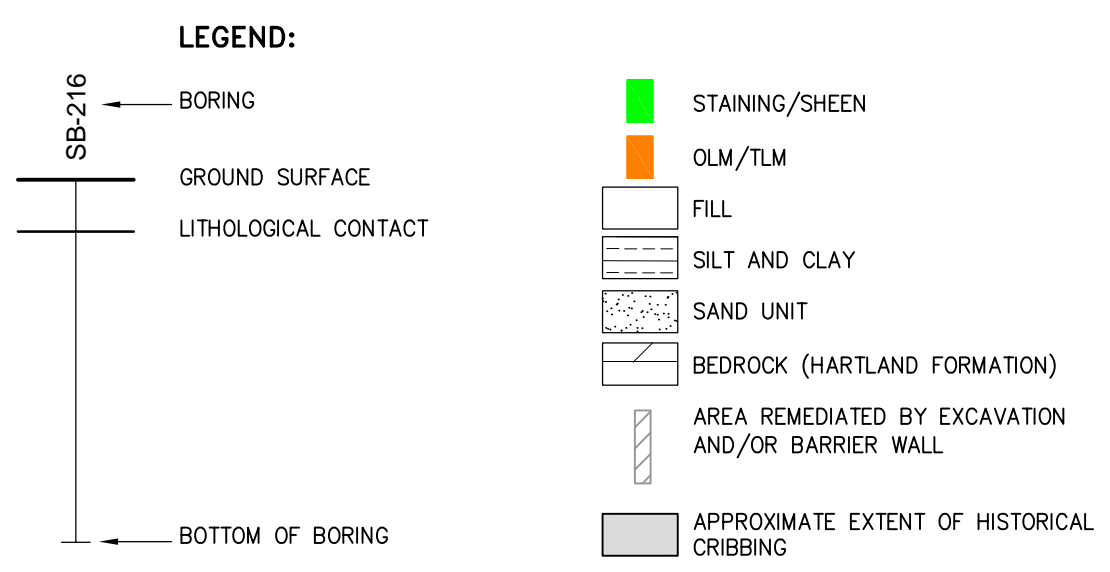 LEGEND:
SB-216
BORING
GROUND SURFACE
LITHOLOGICAL CONTACT
BOTTOM OF BORING
STAINING/SHEEN
OLM/TLM
FILL
SILT AND CLAY
SAND UNIT
BEDROCK (HARTLAND FORMATION)
AREA REMEDIATED BY EXCAVATION
AND/OR BARRIER WALL
APPROXIMATE EXTENT OF HISTORICAL
CRIBBING